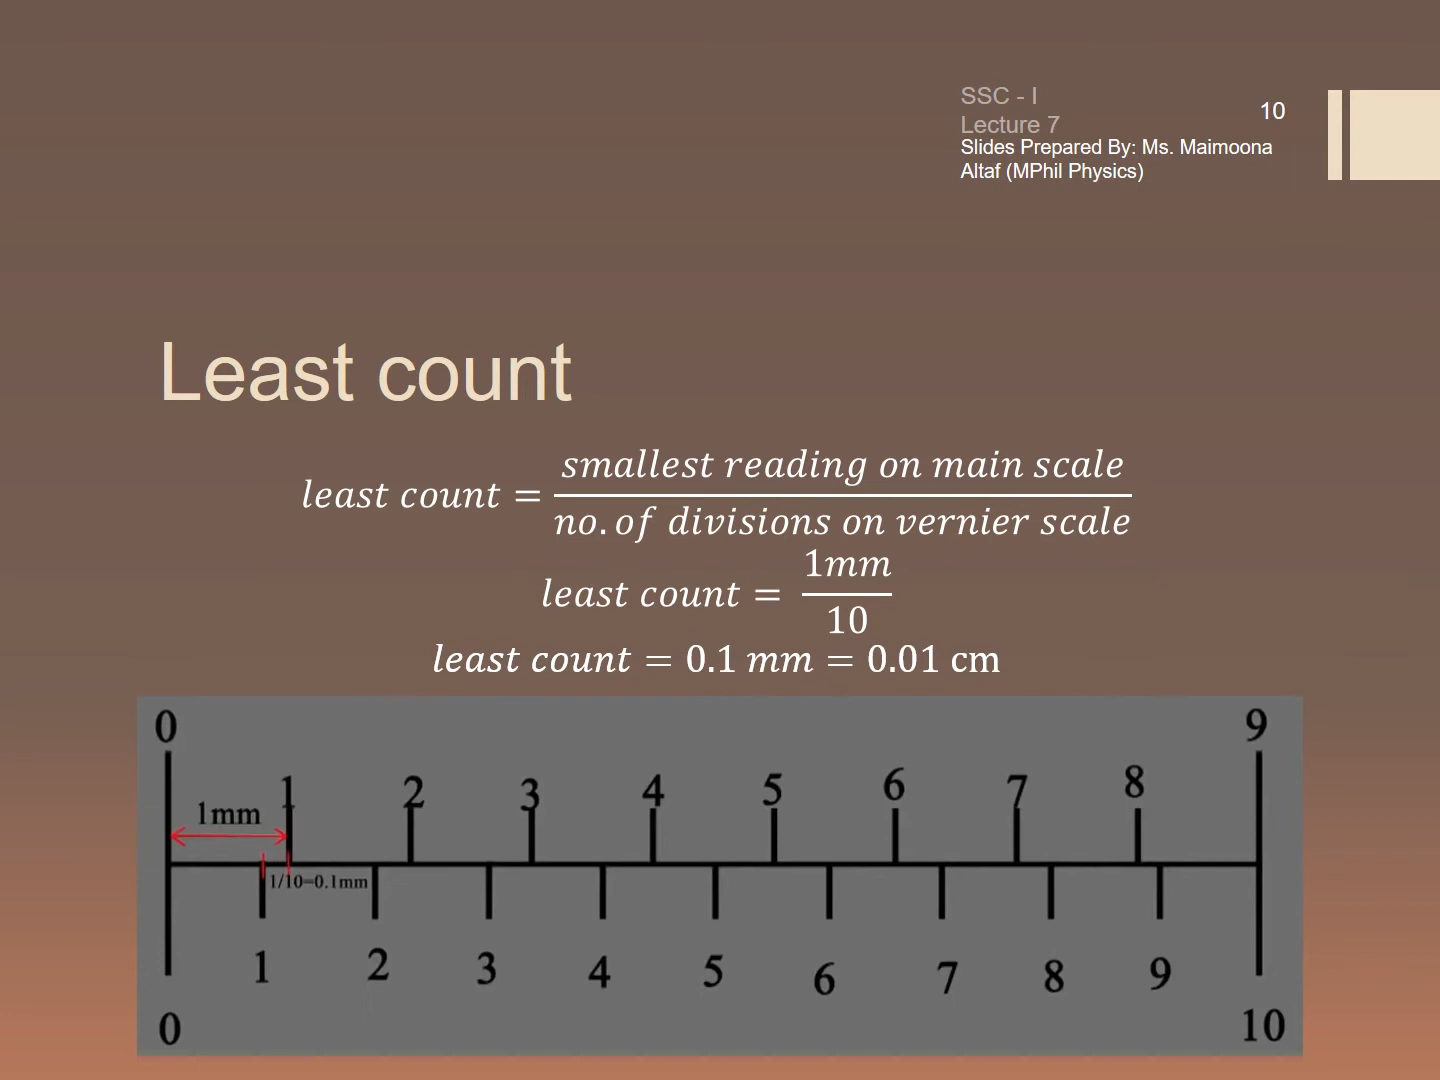 SSC - I
Lecture 7
10
Slides Prepared By: Ms. Maimoona
Altaf (MPhil Physics)
Least count
least count = smallest reading on main scale / no. of divisions on vernier scale
least count = 1mm / 10
least count = 0.1 mm = 0.01 cm
0 1 2 3 4 5 6 7 8 9
1mm
1/10=0.1mm
0 1 2 3 4 5 6 7 8 9 10